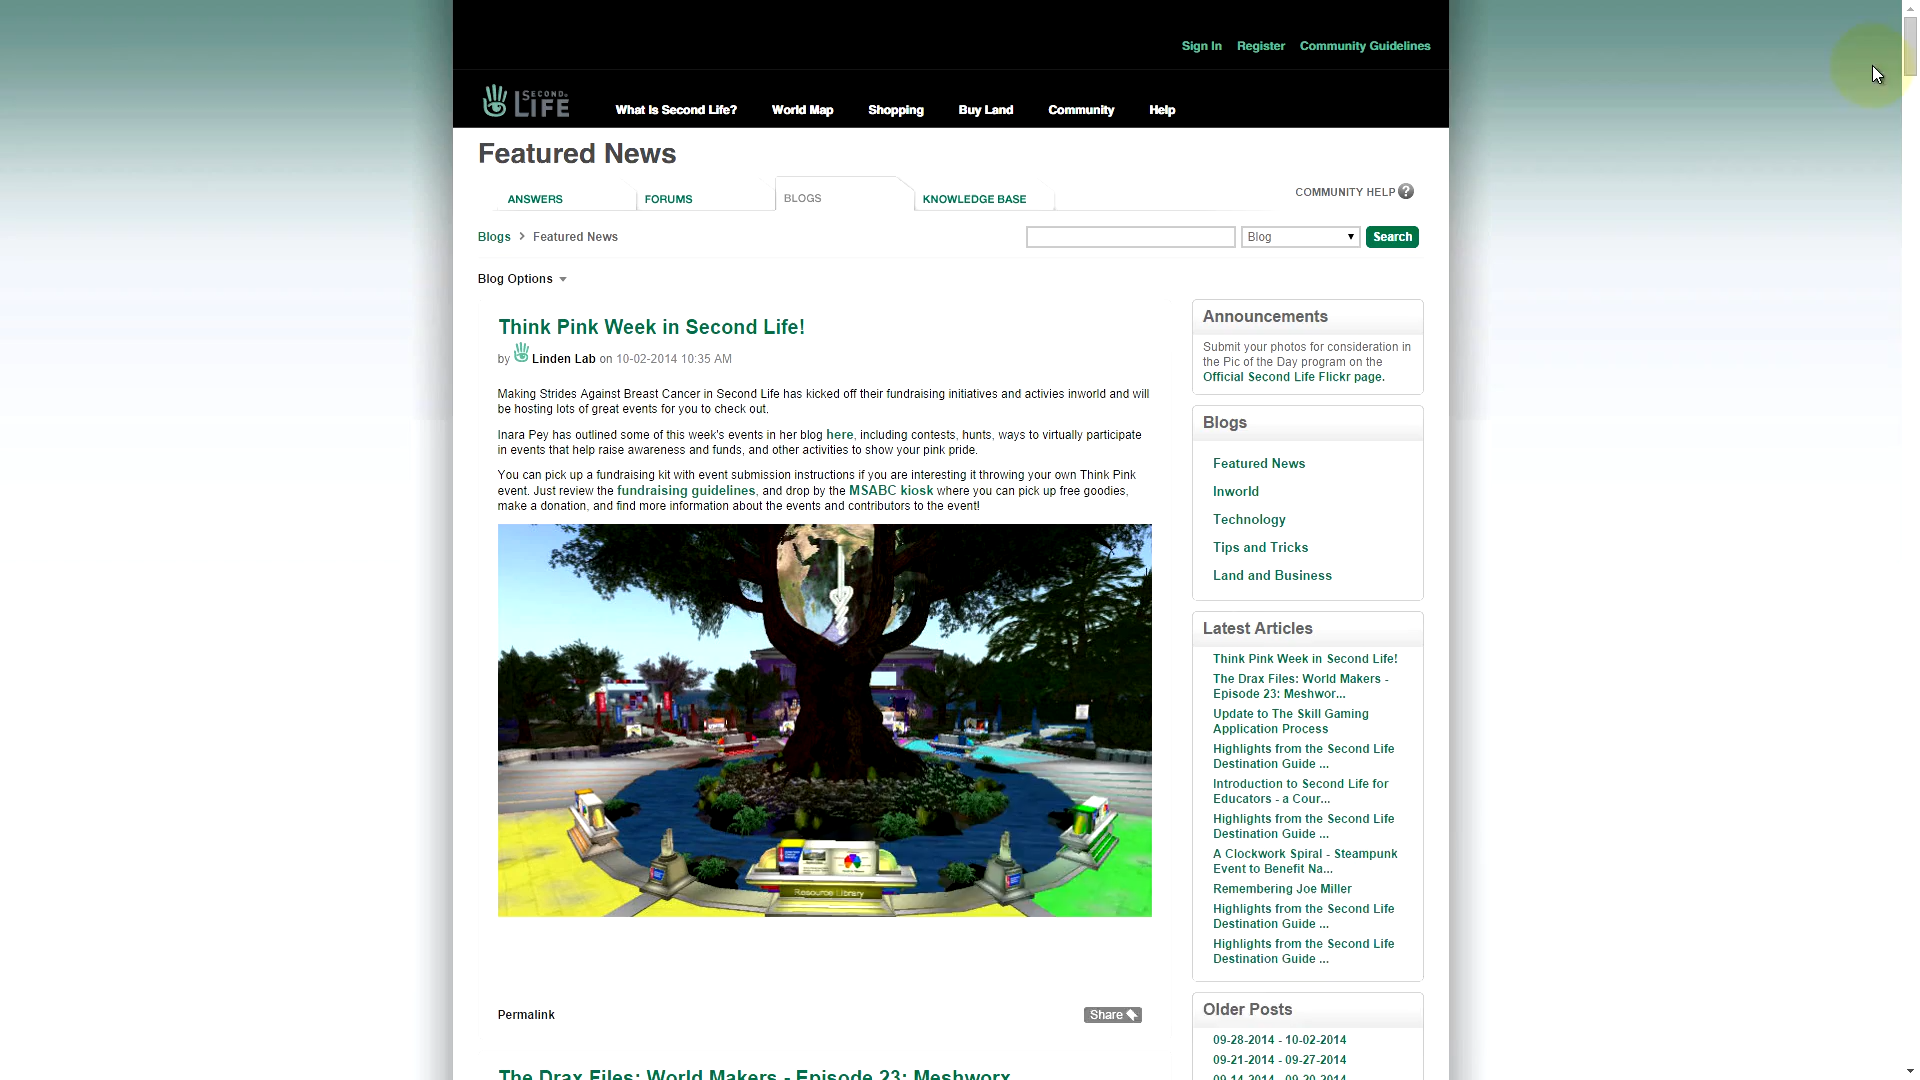 Sign In Register Community Guidelines
SECOND LIFE
What Is Second Life? World Map Shopping Buy Land Community Help
Featured News
ANSWERS FORUMS BLOGS KNOWLEDGE BASE COMMUNITY HELP ?
Blogs > Featured News
Blog Search
Blog Options
Think Pink Week in Second Life!
by Linden Lab on 10-02-2014 10:35 AM
Making Strides Against Breast Cancer in Second Life has kicked off their fundraising initiatives and activies inworld and will
be hosting lots of great events for you to check out.
Inara Pey has outlined some of this week's events in her blog here, including contests, hunts, ways to virtually participate
in events that help raise awareness and funds, and other activities to show your pink pride.
You can pick up a fundraising kit with event submission instructions if you are interesting it throwing your own Think Pink
event. Just review the fundraising guidelines, and drop by the MSABC kiosk where you can pick up free goodies,
make a donation, and find more information about the events and contributors to the event!
Resource Library
Permalink
Share
The Drax Files: World Makers - Episode 23: Meshworx
Announcements
Submit your photos for consideration in
the Pic of the Day program on the
Official Second Life Flickr page.
Blogs
Featured News
Inworld
Technology
Tips and Tricks
Land and Business
Latest Articles
Think Pink Week in Second Life!
The Drax Files: World Makers -
Episode 23: Meshwor...
Update to The Skill Gaming
Application Process
Highlights from the Second Life
Destination Guide ...
Introduction to Second Life for
Educators - a Cour...
Highlights from the Second Life
Destination Guide ...
A Clockwork Spiral - Steampunk
Event to Benefit Na...
Remembering Joe Miller
Highlights from the Second Life
Destination Guide ...
Highlights from the Second Life
Destination Guide ...
Older Posts
09-28-2014 - 10-02-2014
09-21-2014 - 09-27-2014
09-14-2014 - 09-20-2014